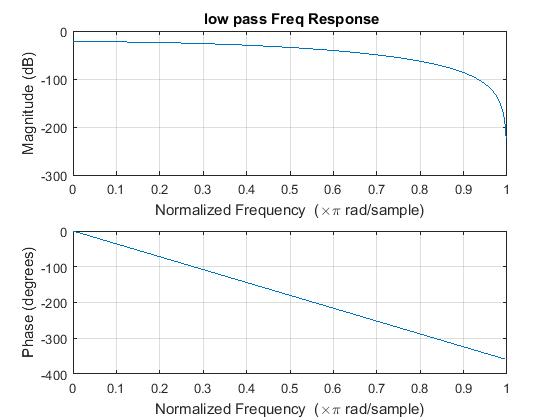 low pass Freq Response
0
-100
-200
-300
Magnitude (dB)
0 0.1 0.2 0.3 0.4 0.5 0.6 0.7 0.8 0.9 1
Normalized Frequency (×π rad/sample)
0
-100
-200
-300
-400
Phase (degrees)
0 0.1 0.2 0.3 0.4 0.5 0.6 0.7 0.8 0.9 1
Normalized Frequency (×π rad/sample)